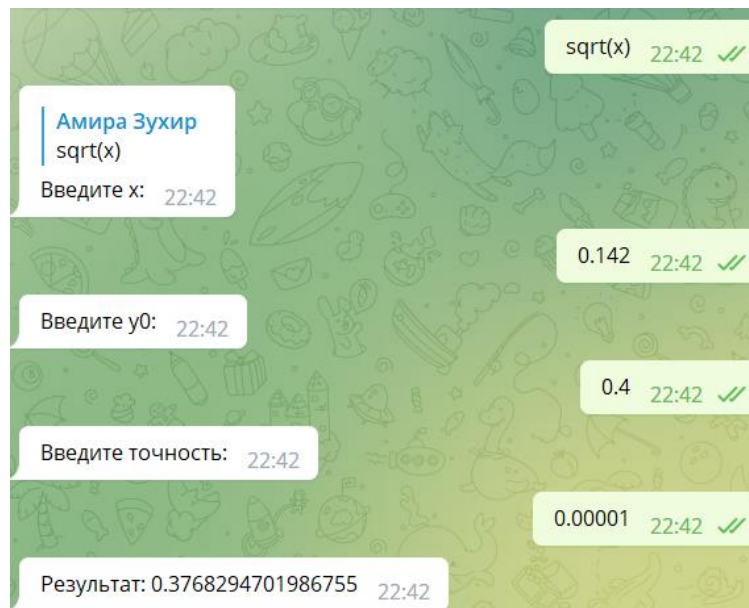 sqrt(x) 22:42
Амира Зухир
sqrt(x)
Введите x: 22:42
0.142 22:42
Введите y0: 22:42
0.4 22:42
Введите точность: 22:42
0.00001 22:42
Результат: 0.3768294701986755 22:42